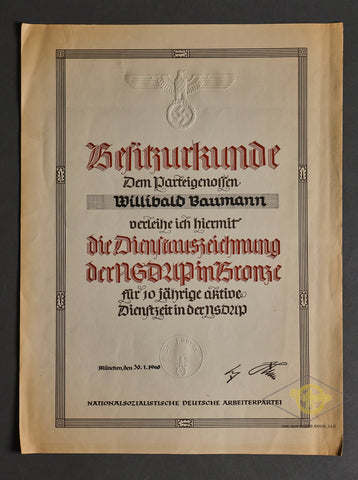 Besitzurkunde
Dem Parteigenossen
Willibald Baumann
verleihe ich hiermit
die Dienstauszeichnung
der NSDAP in Bronze
für 10 jährige aktive
Dienstzeit in der NSDAP
München, den 30.1.1940
NATIONALSOZIALISTISCHE DEUTSCHE ARBEITERPARTEI